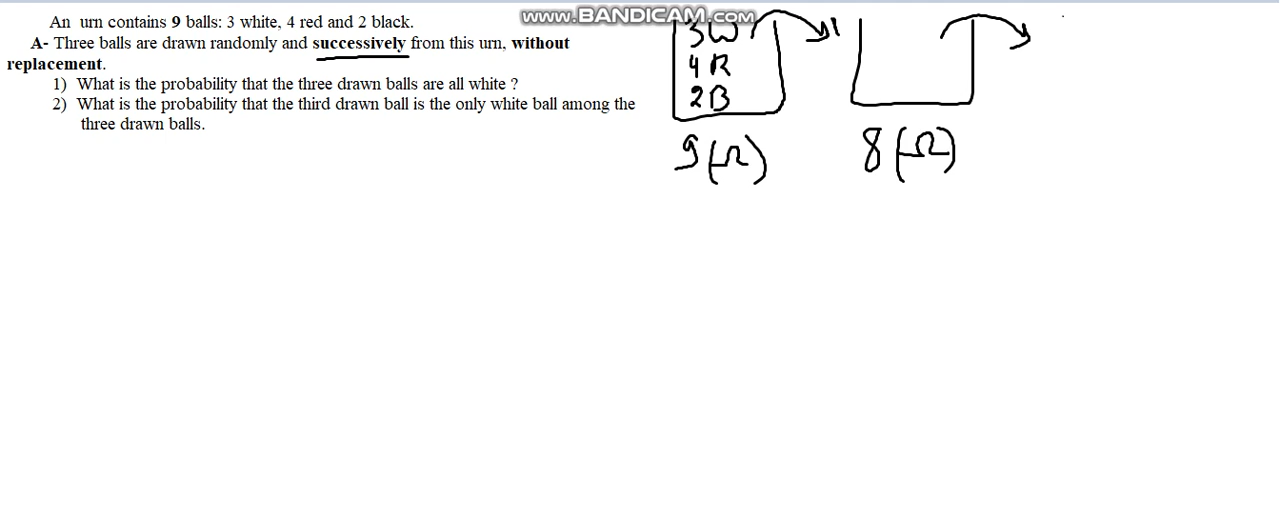 www.BANDICAM.com
An urn contains 9 balls: 3 white, 4 red and 2 black.
A- Three balls are drawn randomly and successively from this urn, without
replacement.
1) What is the probability that the three drawn balls are all white ?
2) What is the probability that the third drawn ball is the only white ball among the
three drawn balls.
3W
4R
2B
9(Ω)
8(Ω)